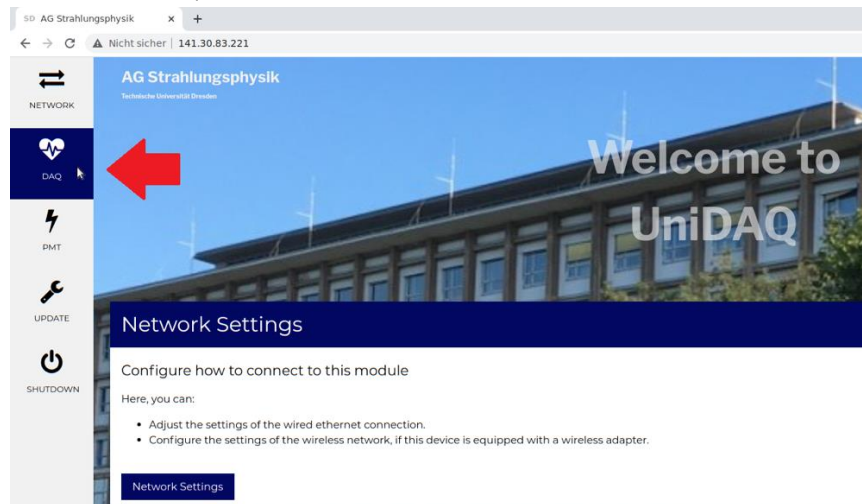 SD AG Strahlungsphysik × +
Nicht sicher | 141.30.83.221
NETWORK
DAQ
PMT
UPDATE
SHUTDOWN
AG Strahlungsphysik
Technische Universität Dresden
Welcome to
UniDAQ
Network Settings
Configure how to connect to this module
Here, you can:
• Adjust the settings of the wired ethernet connection.
• Configure the settings of the wireless network, if this device is equipped with a wireless adapter.
Network Settings